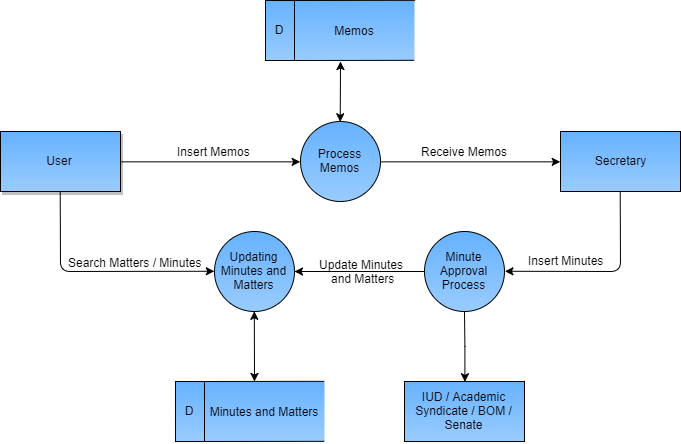 D
Memos
User
Insert Memos
Process
Memos
Receive Memos
Secretary
Search Matters / Minutes
Updating
Minutes and
Matters
Update Minutes
and Matters
Minute
Approval
Process
Insert Minutes
D
Minutes and Matters
IUD / Academic
Syndicate / BOM /
Senate